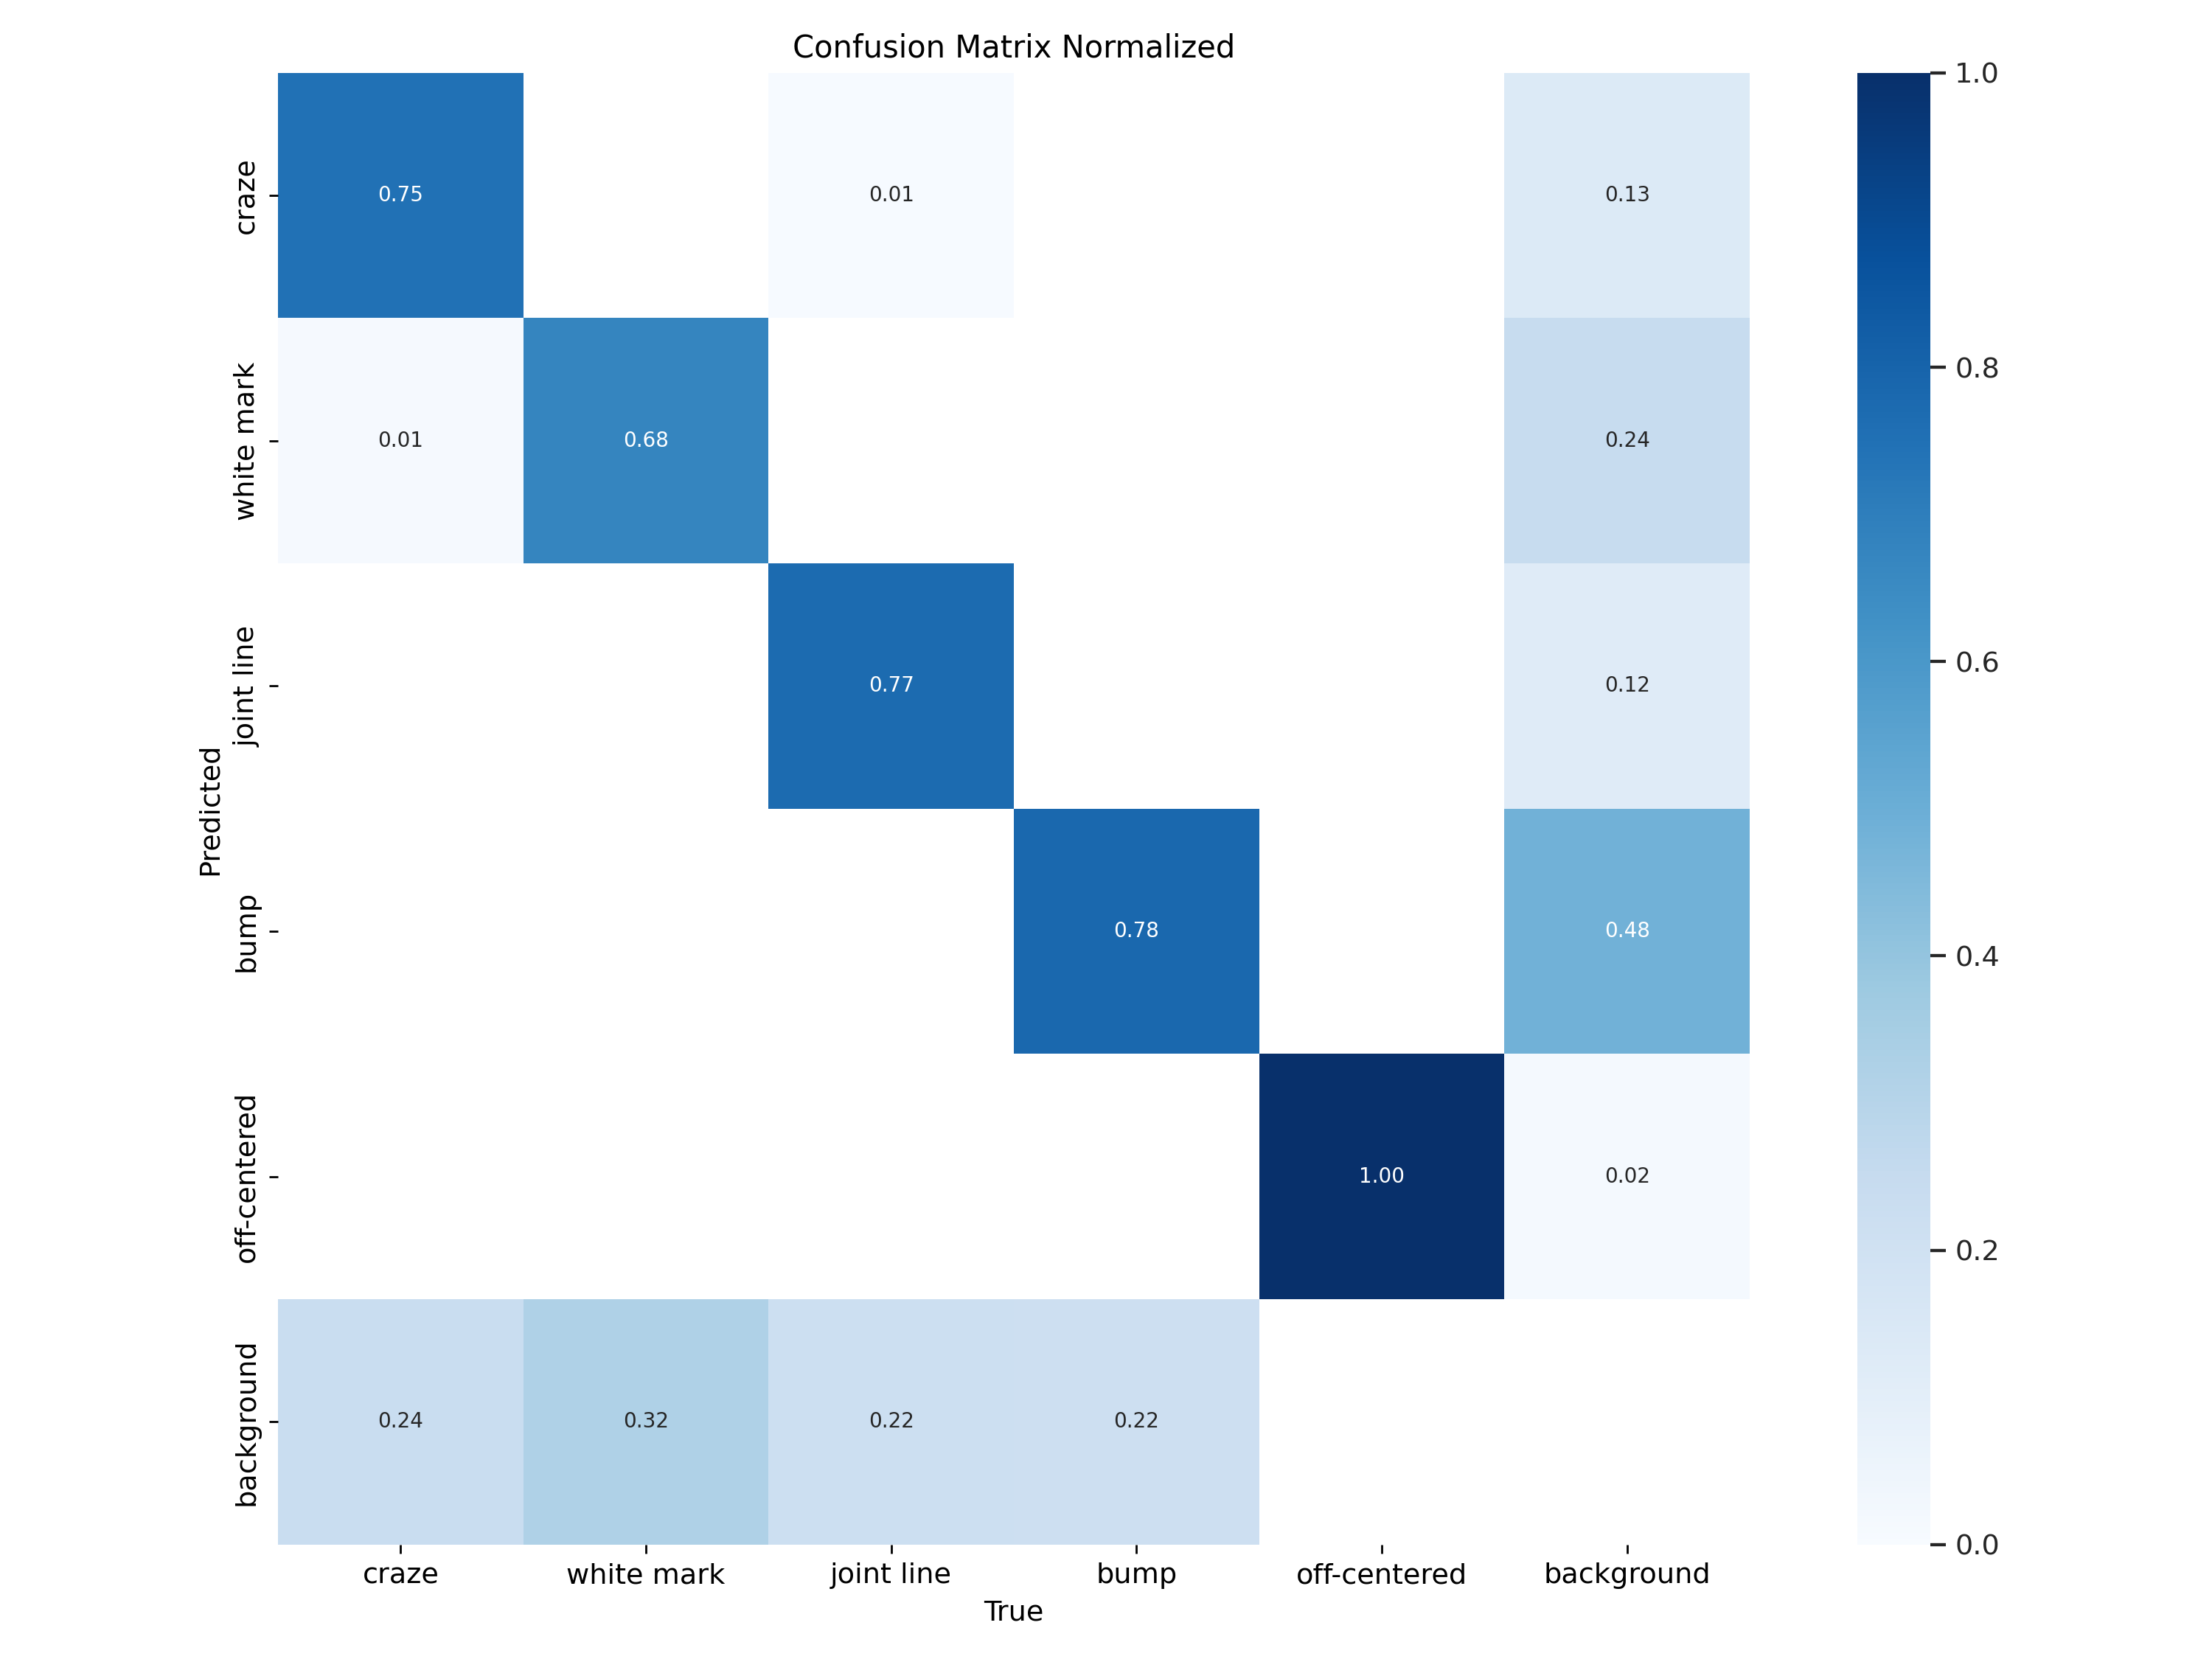 Confusion Matrix Normalized
craze 0.75 0.01 0.13
white mark 0.01 0.68 0.24
joint line 0.77 0.12
bump 0.78 0.48
off-centered 1.00 0.02
background 0.24 0.32 0.22 0.22
Predicted
craze white mark joint line bump off-centered background
True
1.0
0.8
0.6
0.4
0.2
0.0